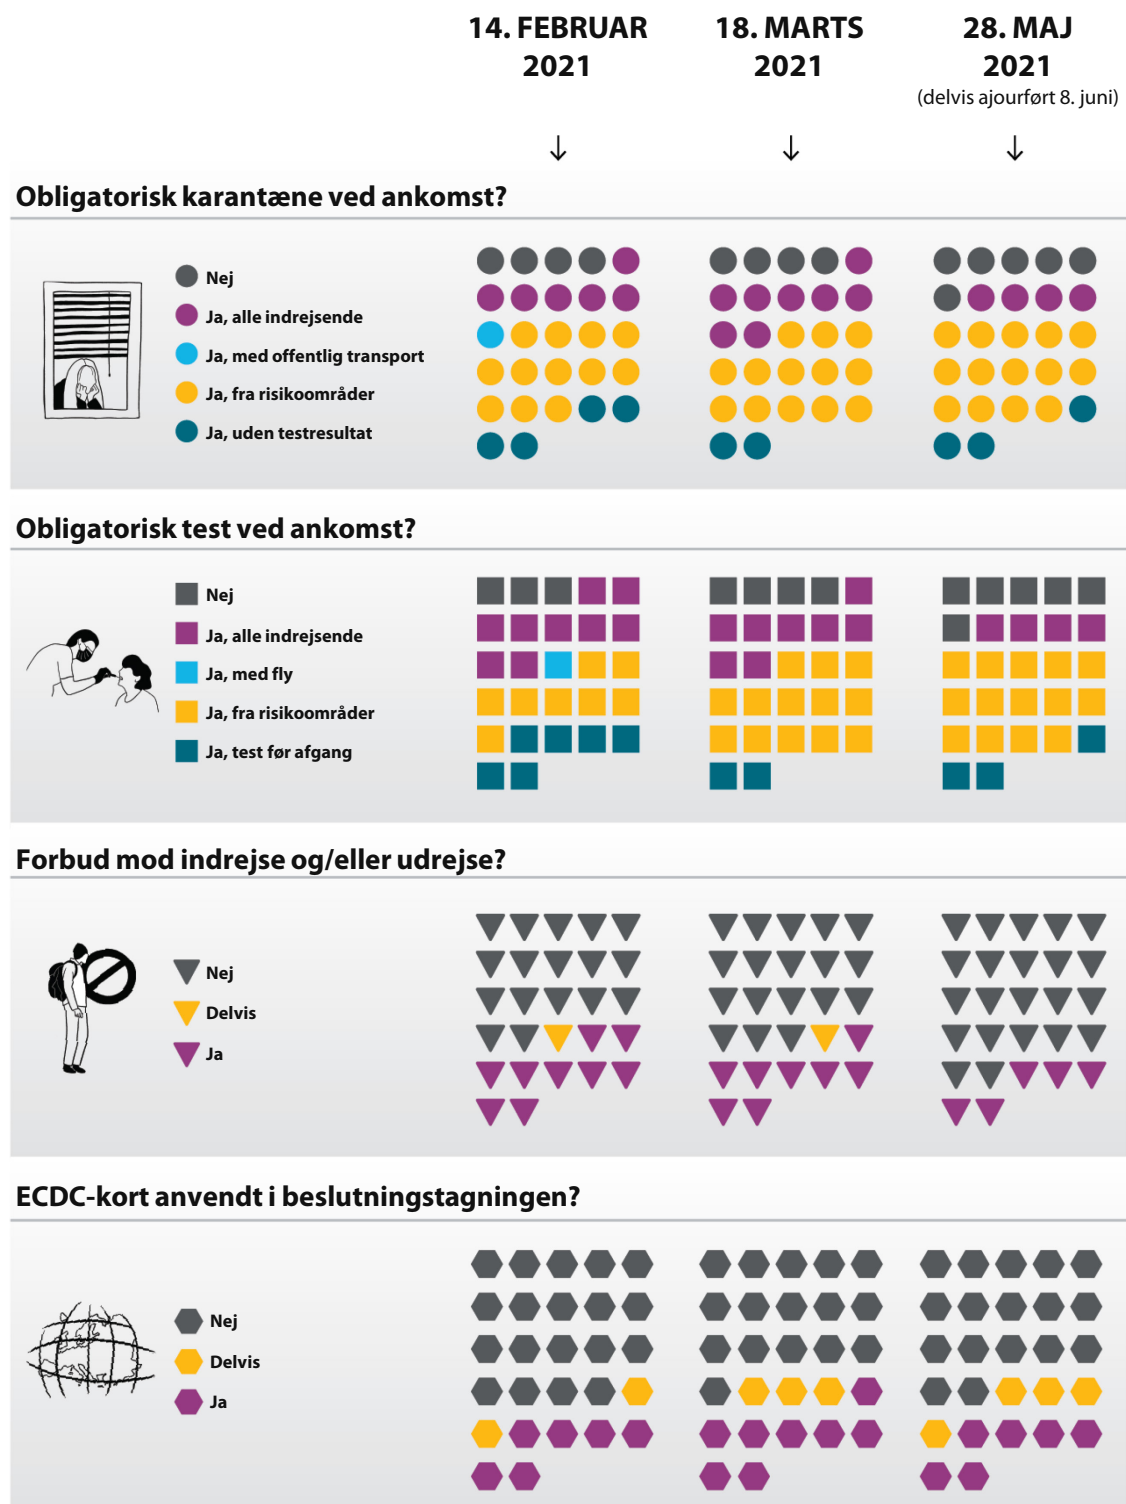 14. FEBRUAR
2021
18. MARTS
2021
28. MAJ
2021
(delvis ajourført 8. juni)
Obligatorisk karantæne ved ankomst?
Nej
Ja, alle indrejsende
Ja, med offentlig transport
Ja, fra risikoområder
Ja, uden testresultat
Obligatorisk test ved ankomst?
Nej
Ja, alle indrejsende
Ja, med fly
Ja, fra risikoområder
Ja, test før afgang
Forbud mod indrejse og/eller udrejse?
Nej
Delvis
Ja
ECDC-kort anvendt i beslutningstagningen?
Nej
Delvis
Ja